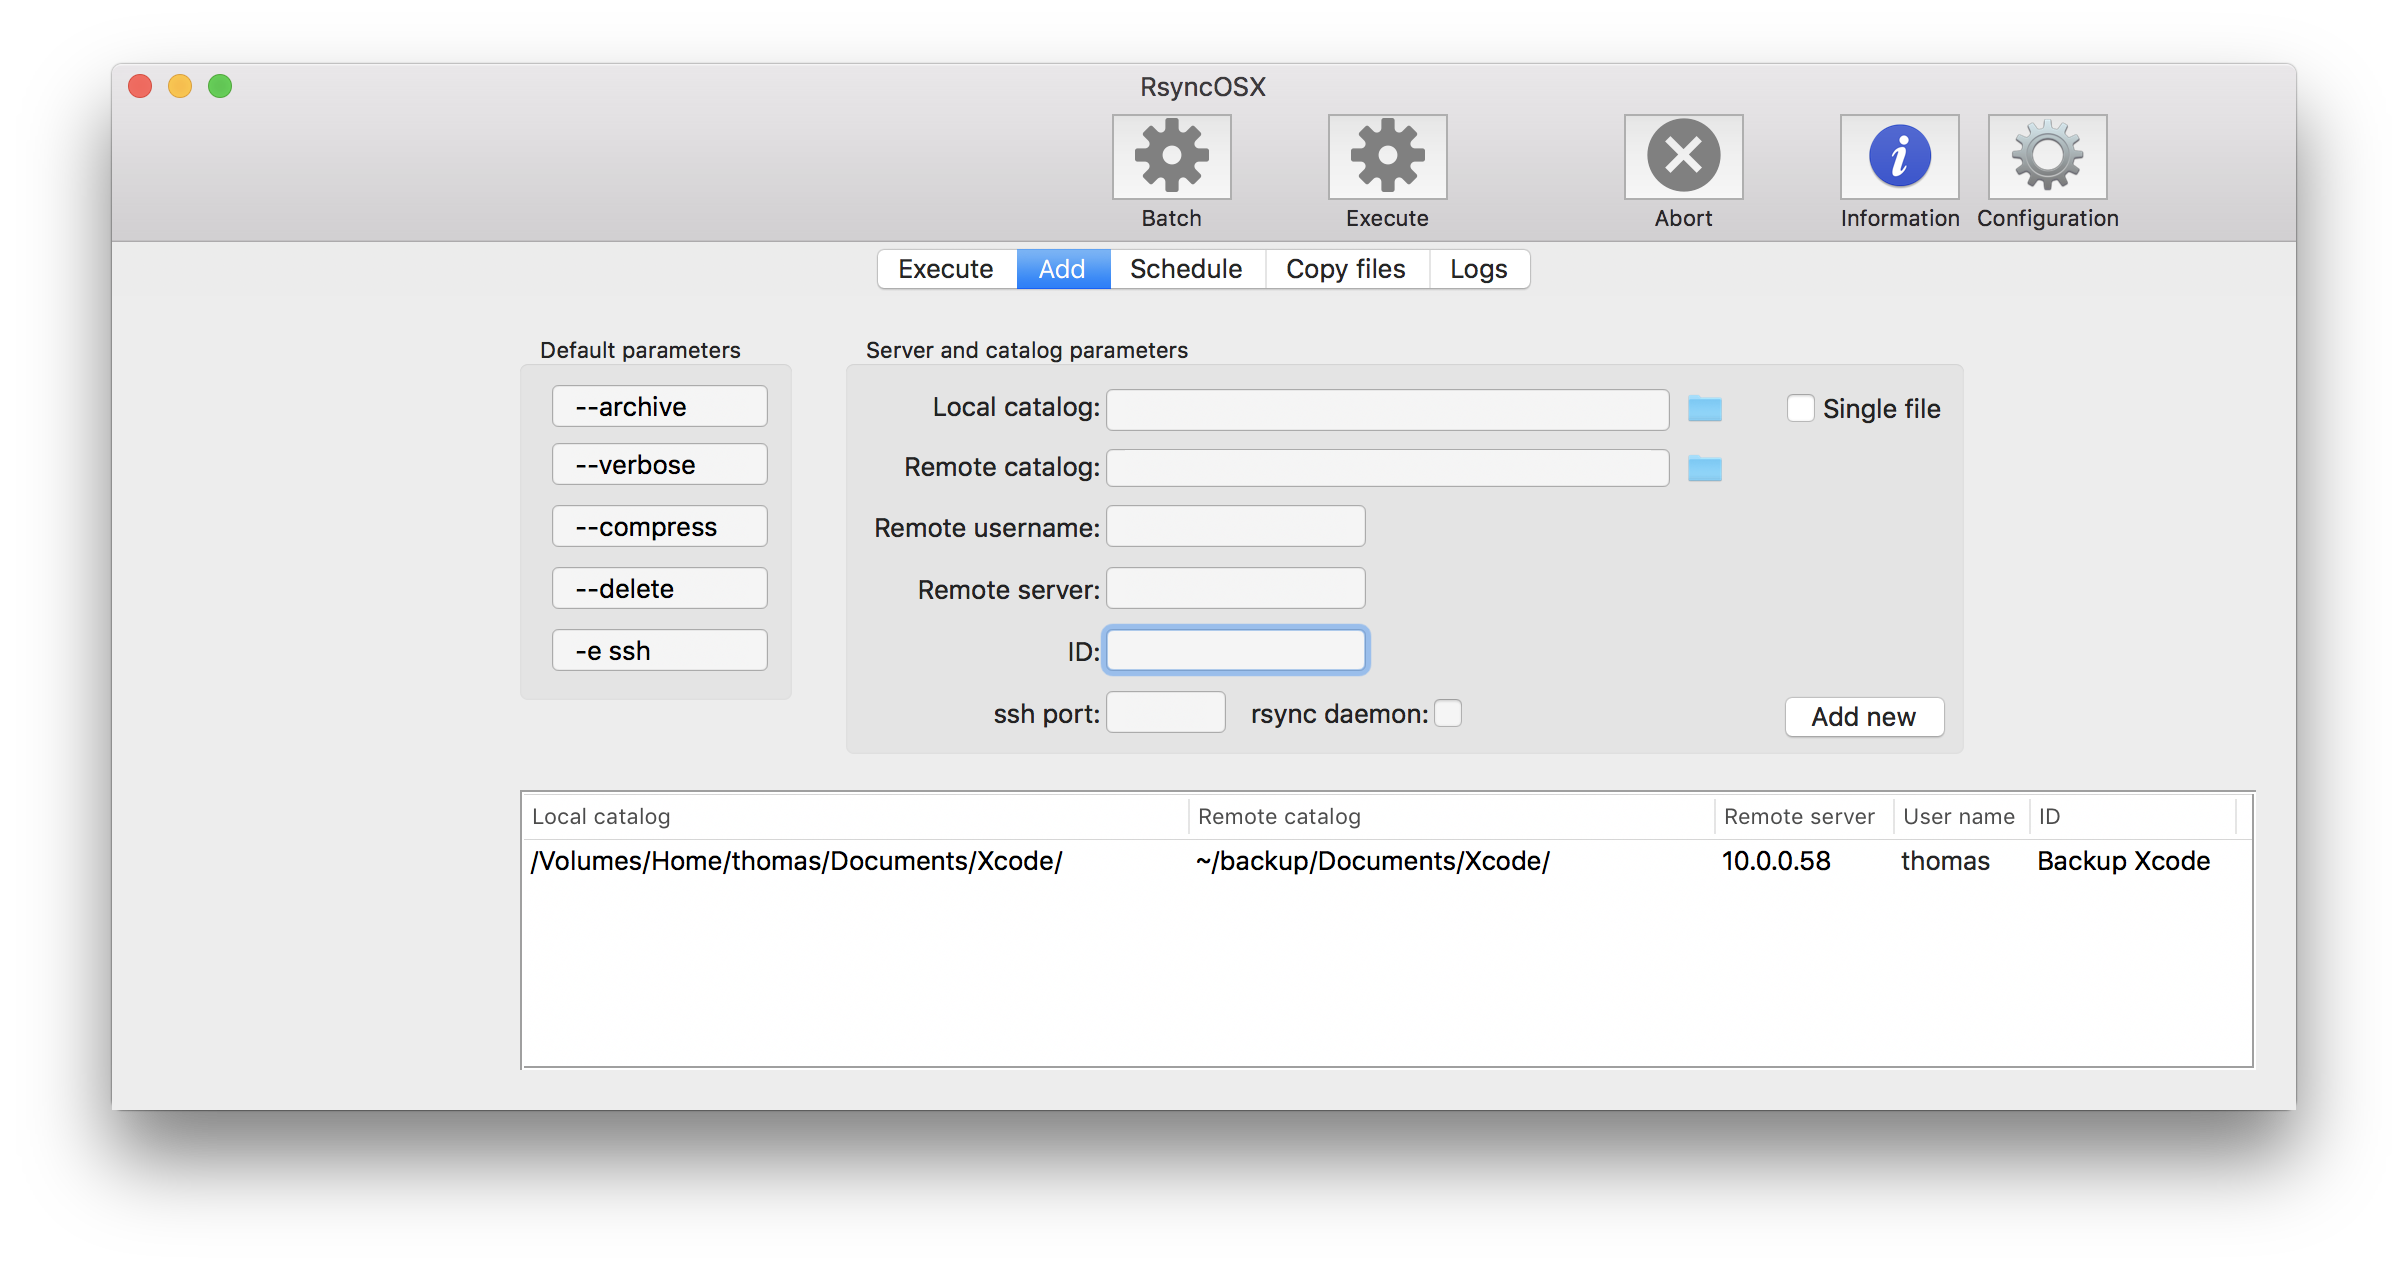 RsyncOSX
Batch
Execute
Abort
Information
Configuration
Execute
Add
Schedule
Copy files
Logs
Default parameters
--archive
--verbose
--compress
--delete
-e ssh
Server and catalog parameters
Local catalog:
Single file
Remote catalog:
Remote username:
Remote server:
ID:
ssh port:
rsync daemon:
Add new
Local catalog Remote catalog Remote server User name ID
/Volumes/Home/thomas/Documents/Xcode/ ~/backup/Documents/Xcode/ 10.0.0.58 thomas Backup Xcode